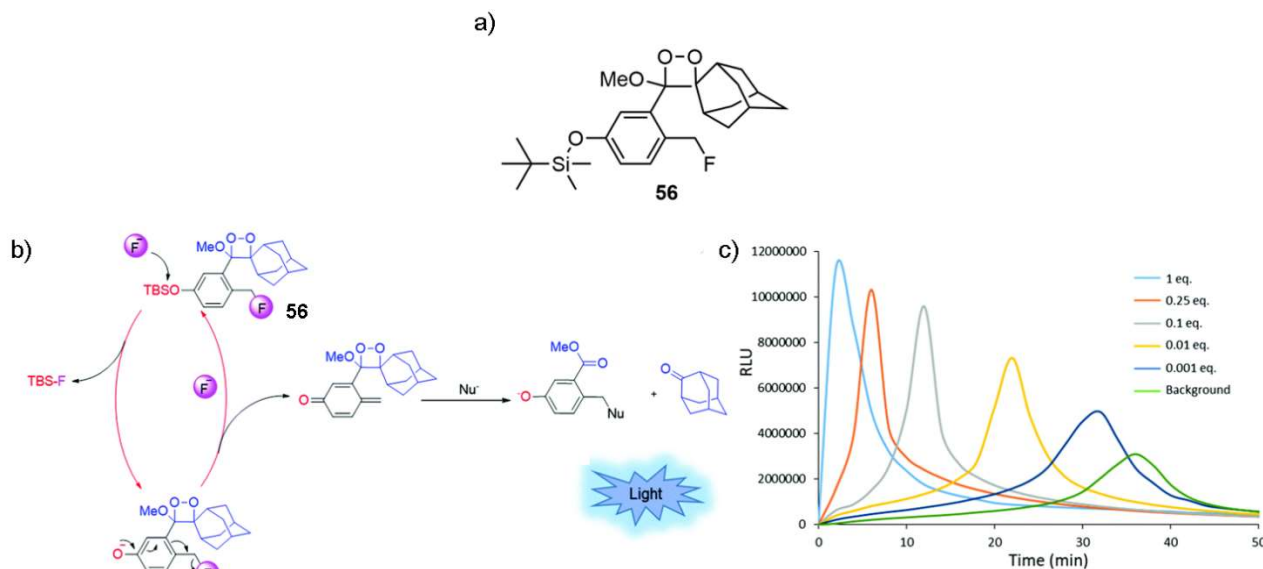 a)
O-O
MeO
O
Si
F
56
b)
F⁻
O-O
MeO
TBSO
F
56
TBS-F
F⁻
O-O
MeO
O
Nu⁻
MeO O
⁻O
Nu
+
O
Light
O-O
MeO
⁻O
c)
12000000
10000000
8000000
6000000
4000000
2000000
0
RLU
0 10 20 30 40 50
Time (min)
1 eq.
0.25 eq.
0.1 eq.
0.01 eq.
0.001 eq.
Background